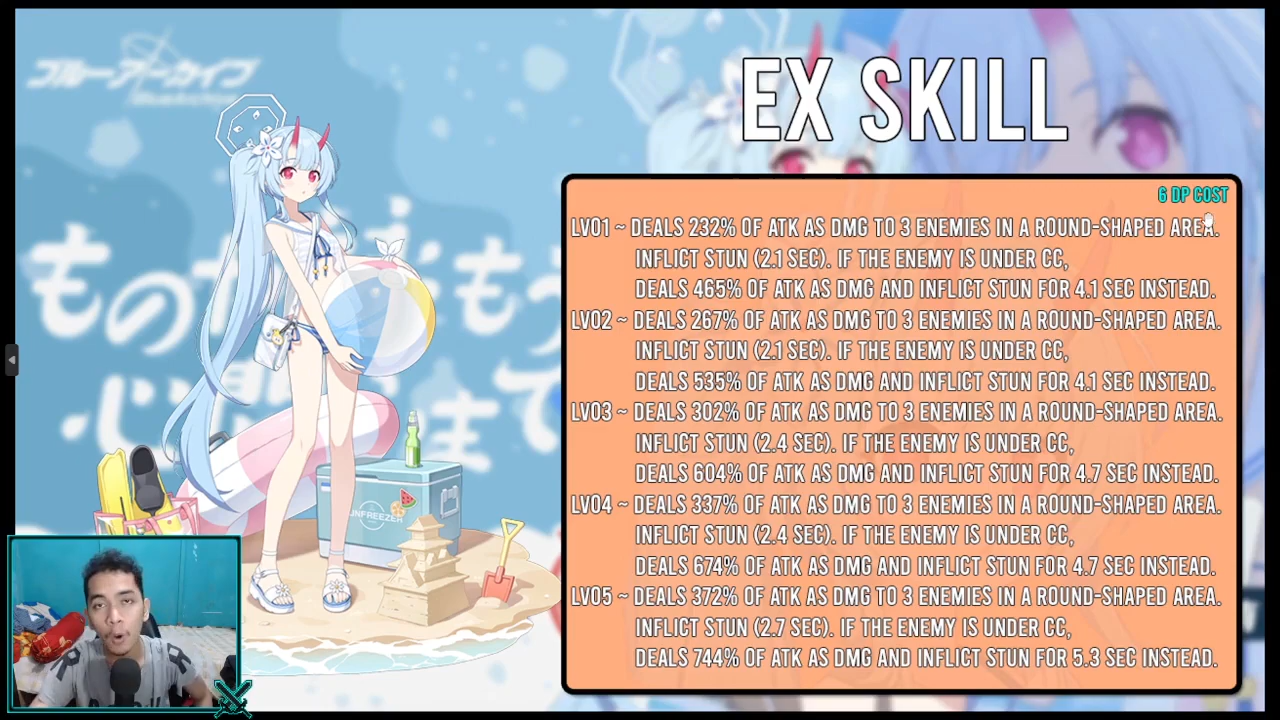 ブルーアーカイブ
EX SKILL
6 DP COST
LV01 ~ DEALS 232% OF ATK AS DMG TO 3 ENEMIES IN A ROUND-SHAPED AREA.
INFLICT STUN (2.1 SEC). IF THE ENEMY IS UNDER CC,
DEALS 465% OF ATK AS DMG AND INFLICT STUN FOR 4.1 SEC INSTEAD.
LV02 ~ DEALS 267% OF ATK AS DMG TO 3 ENEMIES IN A ROUND-SHAPED AREA.
INFLICT STUN (2.1 SEC). IF THE ENEMY IS UNDER CC,
DEALS 535% OF ATK AS DMG AND INFLICT STUN FOR 4.1 SEC INSTEAD.
LV03 ~ DEALS 302% OF ATK AS DMG TO 3 ENEMIES IN A ROUND-SHAPED AREA.
INFLICT STUN (2.4 SEC). IF THE ENEMY IS UNDER CC,
DEALS 604% OF ATK AS DMG AND INFLICT STUN FOR 4.7 SEC INSTEAD.
LV04 ~ DEALS 337% OF ATK AS DMG TO 3 ENEMIES IN A ROUND-SHAPED AREA.
INFLICT STUN (2.4 SEC). IF THE ENEMY IS UNDER CC,
DEALS 674% OF ATK AS DMG AND INFLICT STUN FOR 4.7 SEC INSTEAD.
LV05 ~ DEALS 372% OF ATK AS DMG TO 3 ENEMIES IN A ROUND-SHAPED AREA.
INFLICT STUN (2.7 SEC). IF THE ENEMY IS UNDER CC,
DEALS 744% OF ATK AS DMG AND INFLICT STUN FOR 5.3 SEC INSTEAD.